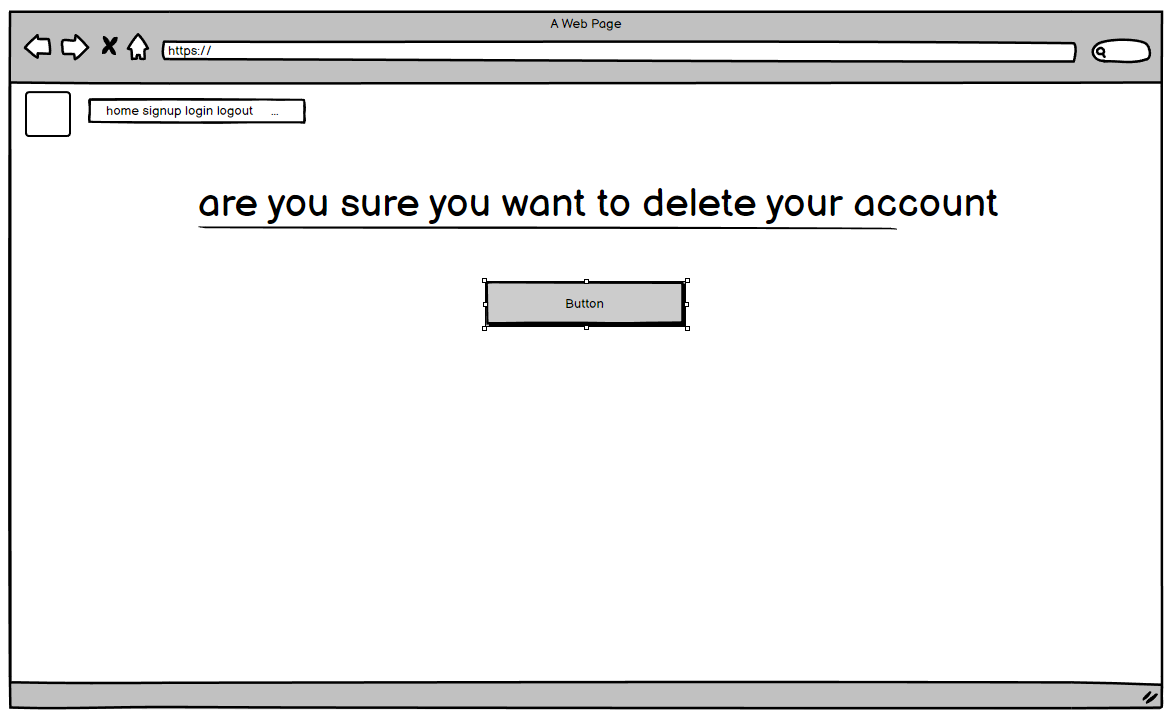 A Web Page
https://
home signup login logout ...
are you sure you want to delete your account
Button